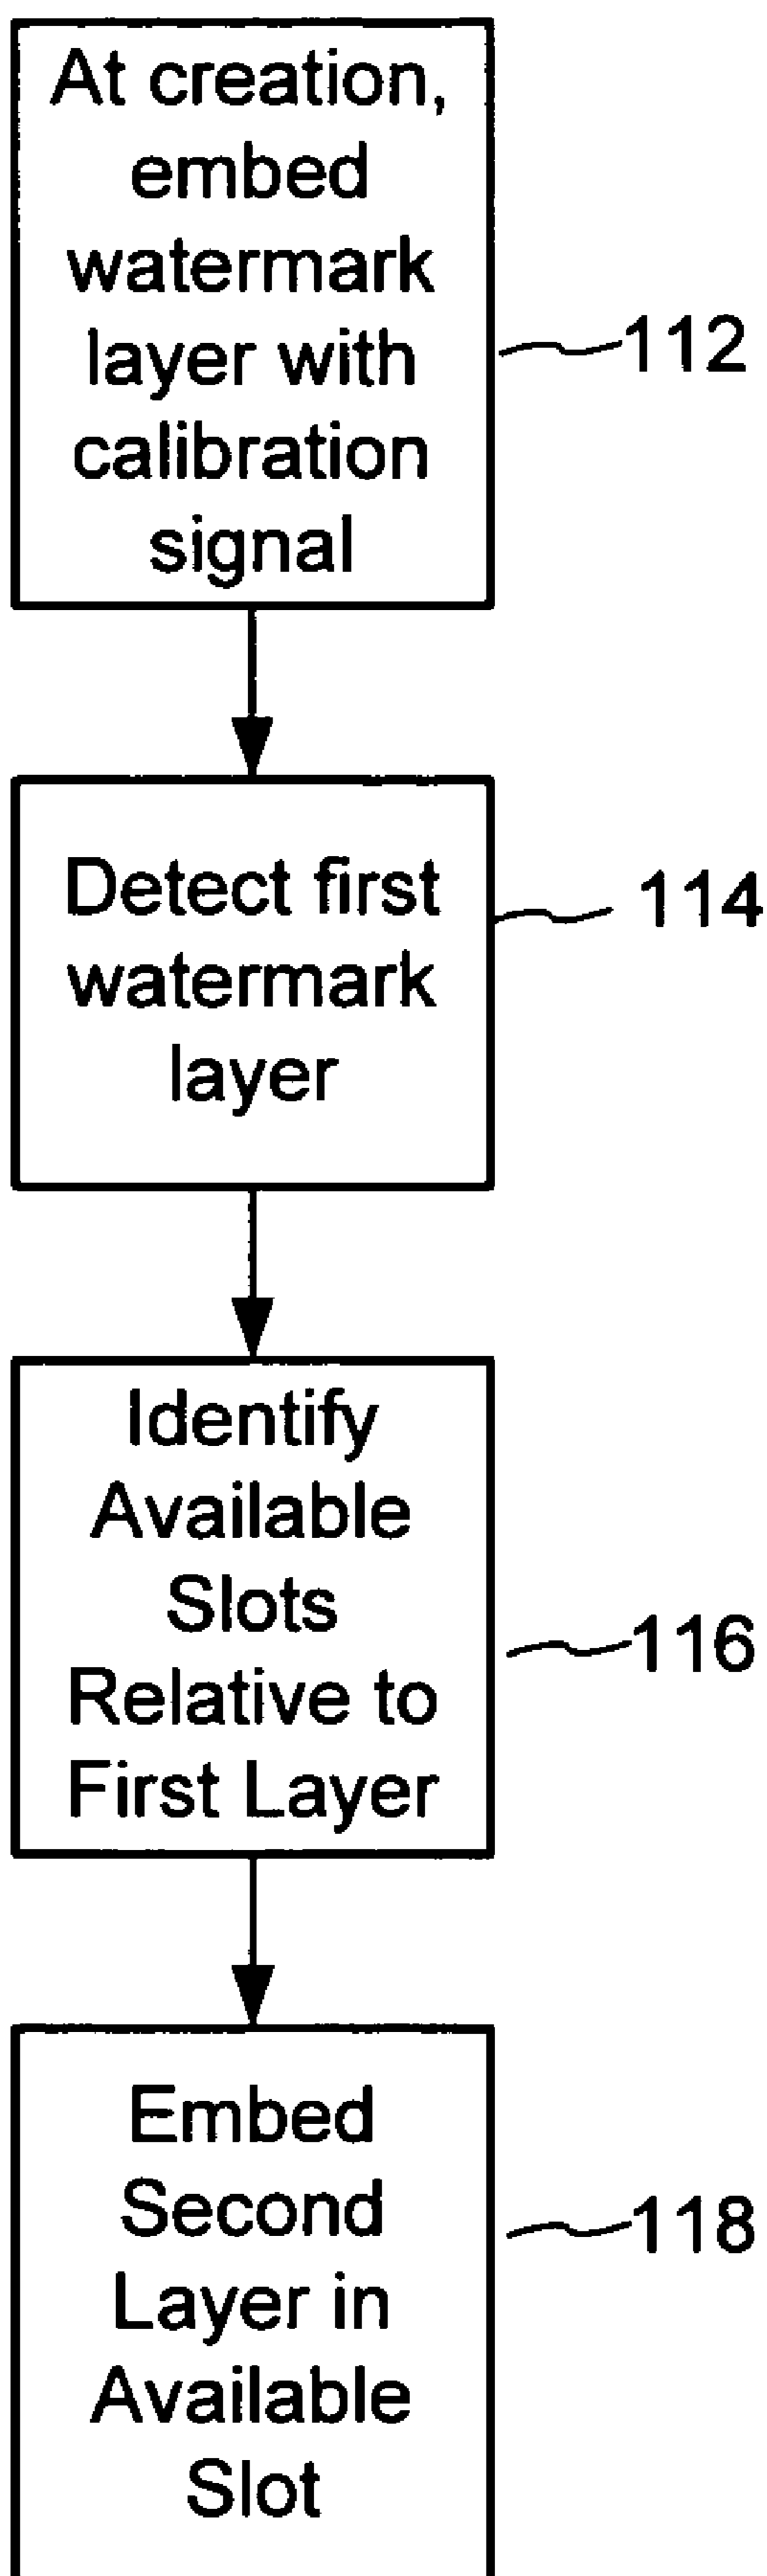 At creation,
embed
watermark
layer with
calibration
signal
112
Detect first
watermark
layer
114
Identify
Available
Slots
Relative to
First Layer
116
Embed
Second
Layer in
Available
Slot
118